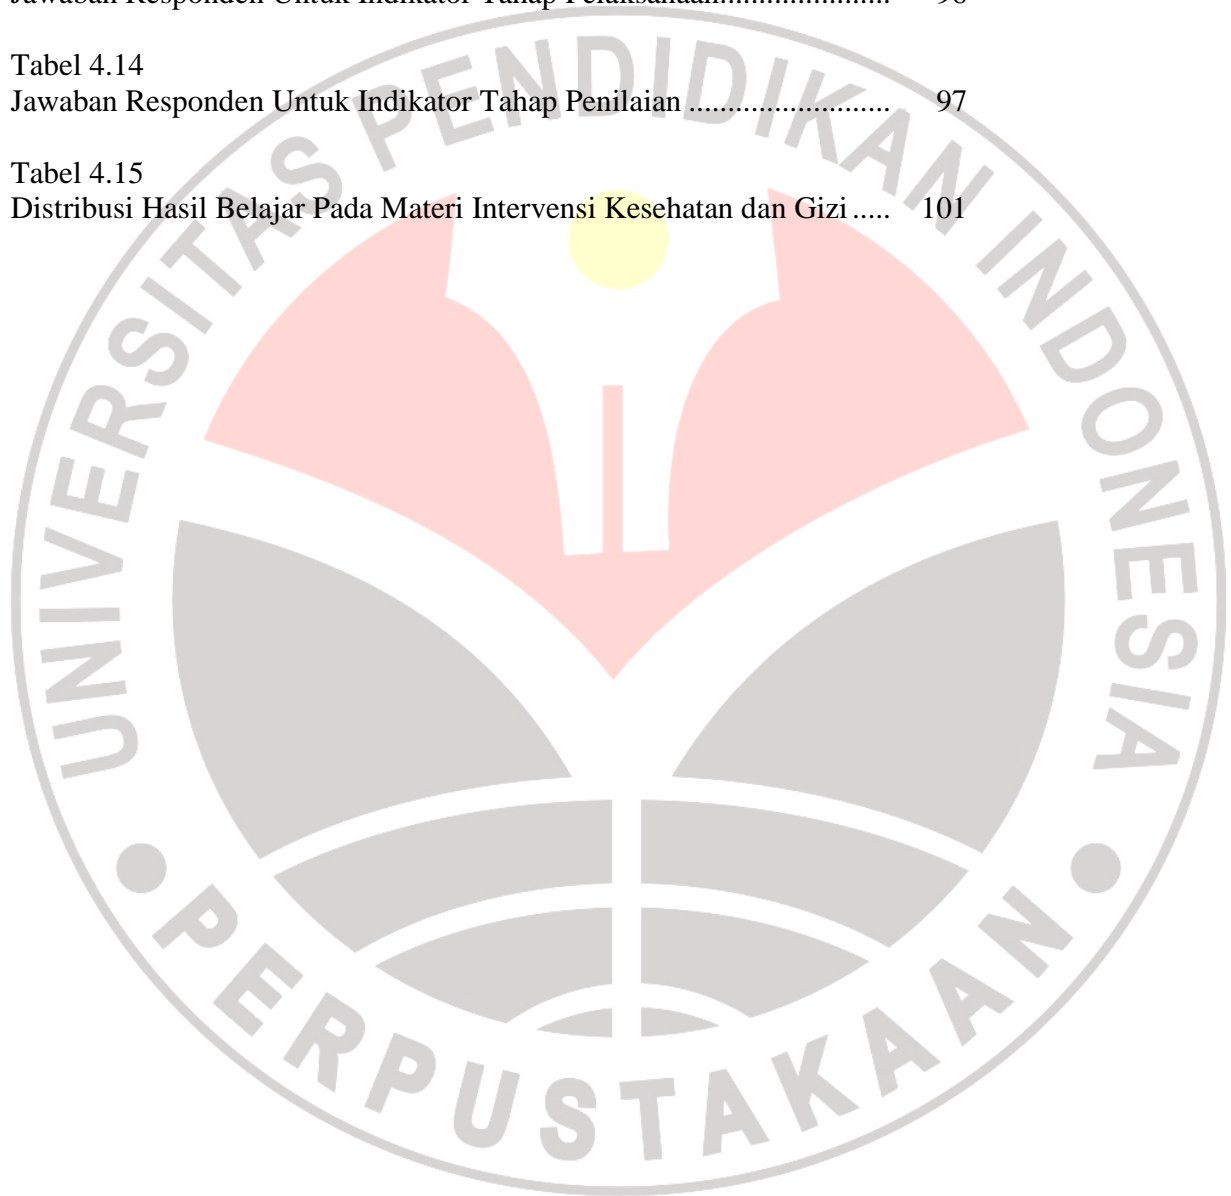 Jawaban Responden Untuk Indikator Tahap Pelaksanaan..................... 96
Tabel 4.14
Jawaban Responden Untuk Indikator Tahap Penilaian ......................... 97
Tabel 4.15
Distribusi Hasil Belajar Pada Materi Intervensi Kesehatan dan Gizi ..... 101
UNIVERSITAS PENDIDIKAN INDONESIA
PERPUSTAKAAN